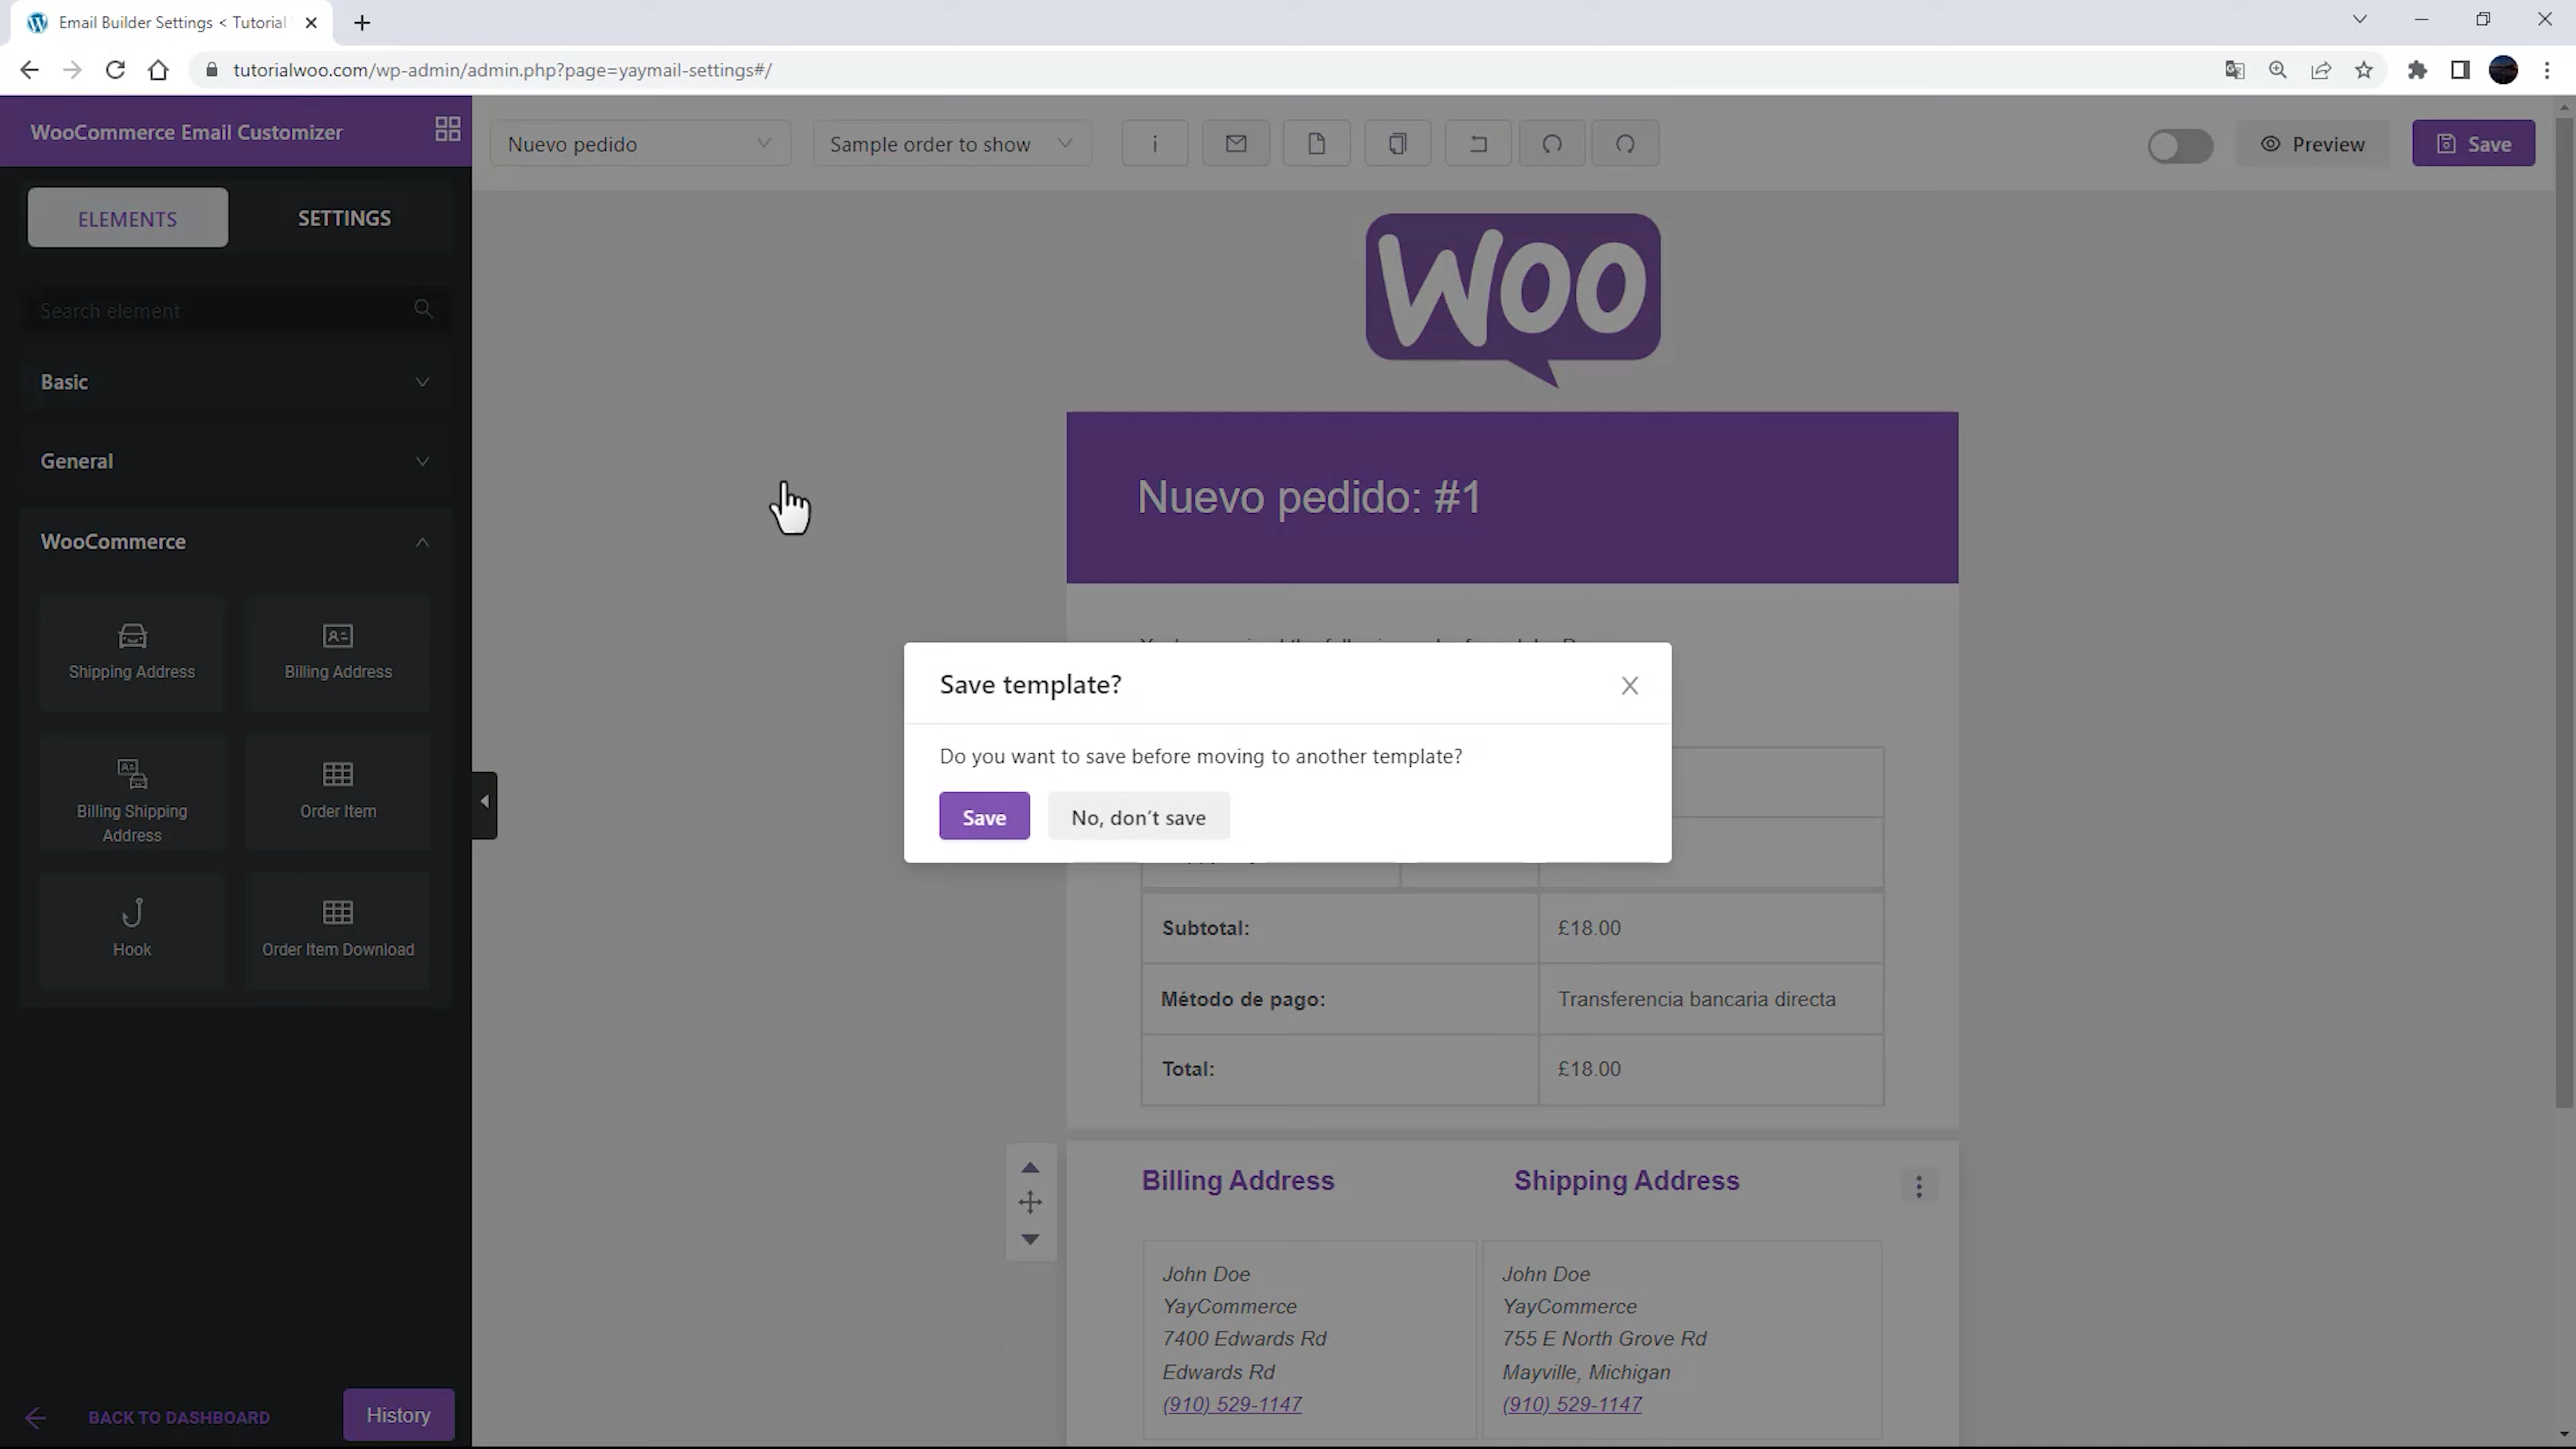 Email Builder Settings < Tutorial
tutorialwoo.com/wp-admin/admin.php?page=yaymail-settings#/
WooCommerce Email Customizer
Nuevo pedido
Sample order to show
Preview
Save
ELEMENTS
SETTINGS
Search element
Basic
General
WooCommerce
Shipping Address
Billing Address
Billing Shipping
Address
Order Item
Hook
Order Item Download
BACK TO DASHBOARD
History
WOO
Nuevo pedido: #1
Save template?
Do you want to save before moving to another template?
Save
No, don't save
Subtotal:
£18.00
Método de pago:
Transferencia bancaria directa
Total:
£18.00
Billing Address
Shipping Address
John Doe
YayCommerce
7400 Edwards Rd
Edwards Rd
(910) 529-1147
John Doe
YayCommerce
755 E North Grove Rd
Mayville, Michigan
(910) 529-1147